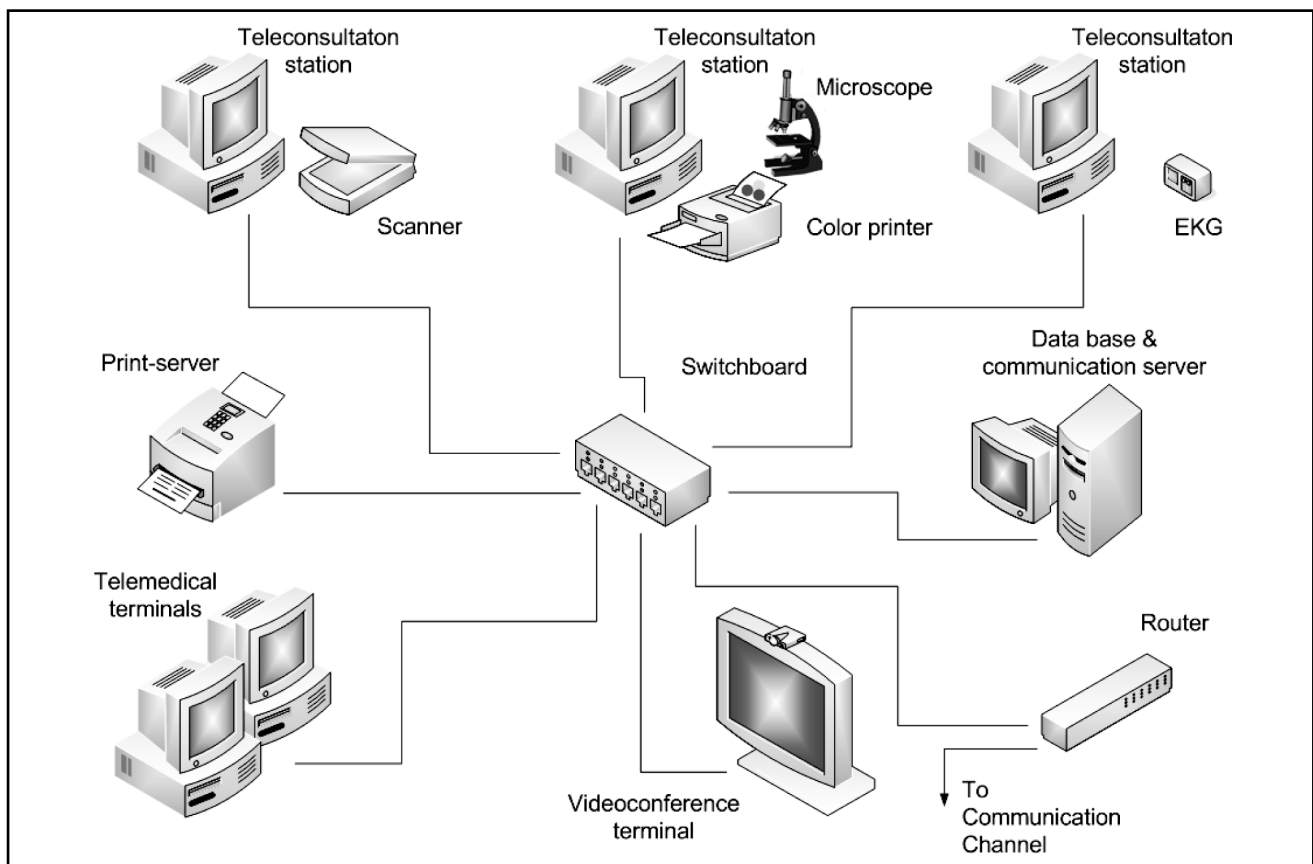 Teleconsultaton
station
Teleconsultaton
station
Teleconsultaton
station
Microscope
Scanner
Color printer
EKG
Print-server
Switchboard
Data base &
communication server
Telemedical
terminals
Router
Videoconference
terminal
To
Communication
Channel